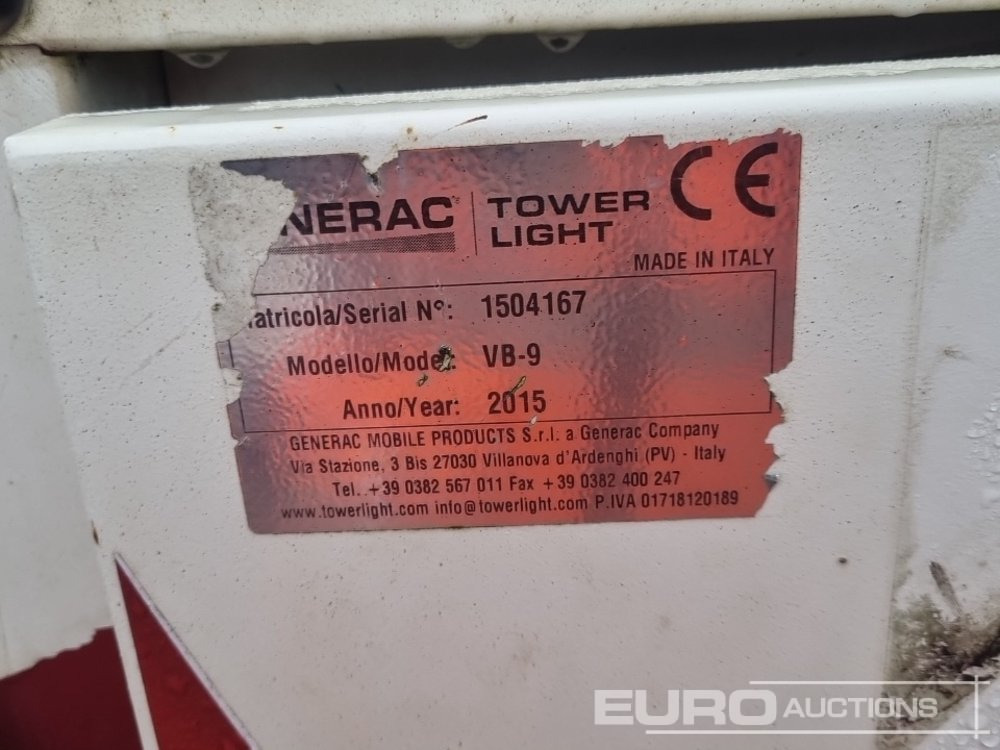 NERAC
TOWER
LIGHT
CE
MADE IN ITALY
atricola/Serial N°: 1504167
Modello/Model: VB-9
Anno/Year: 2015
GENERAC MOBILE PRODUCTS S.r.l. a Generac Company
Via Stazione, 3 Bis 27030 Villanova d'Ardenghi (PV) - Italy
Tel. +39 0382 567 011 Fax +39 0382 400 247
www.towerlight.com info@towerlight.com P.IVA 01718120189
EURO AUCTIONS